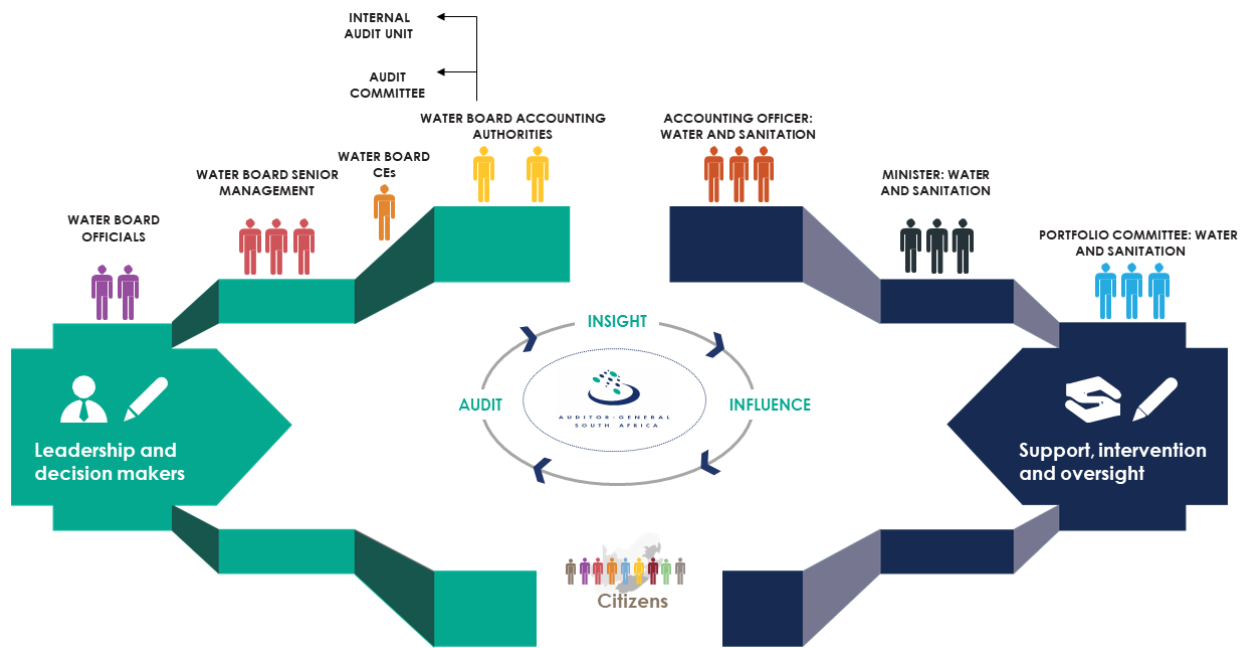 INTERNAL
AUDIT UNIT
AUDIT
COMMITTEE
WATER BOARD ACCOUNTING
AUTHORITIES
ACCOUNTING OFFICER:
WATER AND SANITATION
WATER BOARD
CEs
WATER BOARD SENIOR
MANAGEMENT
MINISTER: WATER
AND SANITATION
WATER BOARD
OFFICIALS
PORTFOLIO COMMITTEE: WATER
AND SANITATION
INSIGHT
AUDIT
INFLUENCE
AUDITOR-GENERAL
SOUTH AFRICA
Leadership and
decision makers
Support, intervention
and oversight
Citizens